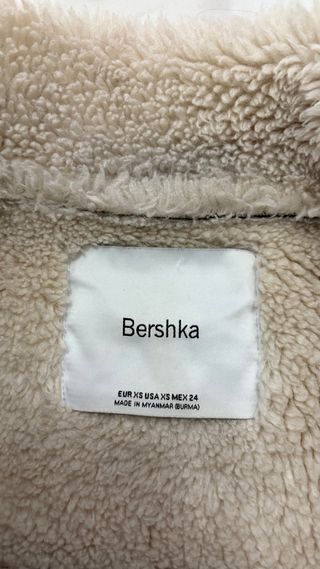 Bershka
EUR XS USA XS MEX 24
MADE IN MYANMAR (BURMA)